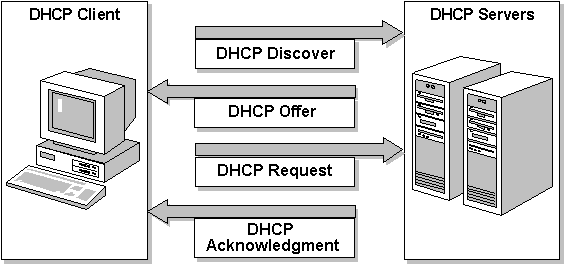 DHCP Client
DHCP Servers
DHCP Discover
DHCP Offer
DHCP Request
DHCP
Acknowledgment